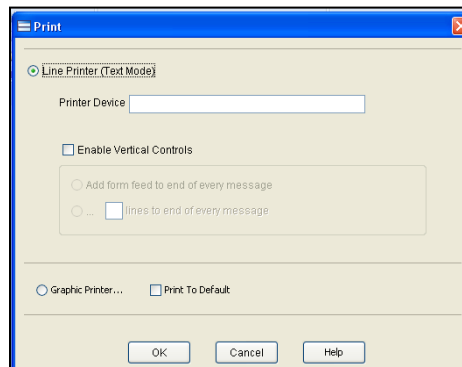 Print
Line Printer (Text Mode)
Printer Device
Enable Vertical Controls
Add form feed to end of every message
... lines to end of every message
Graphic Printer... Print To Default
OK Cancel Help